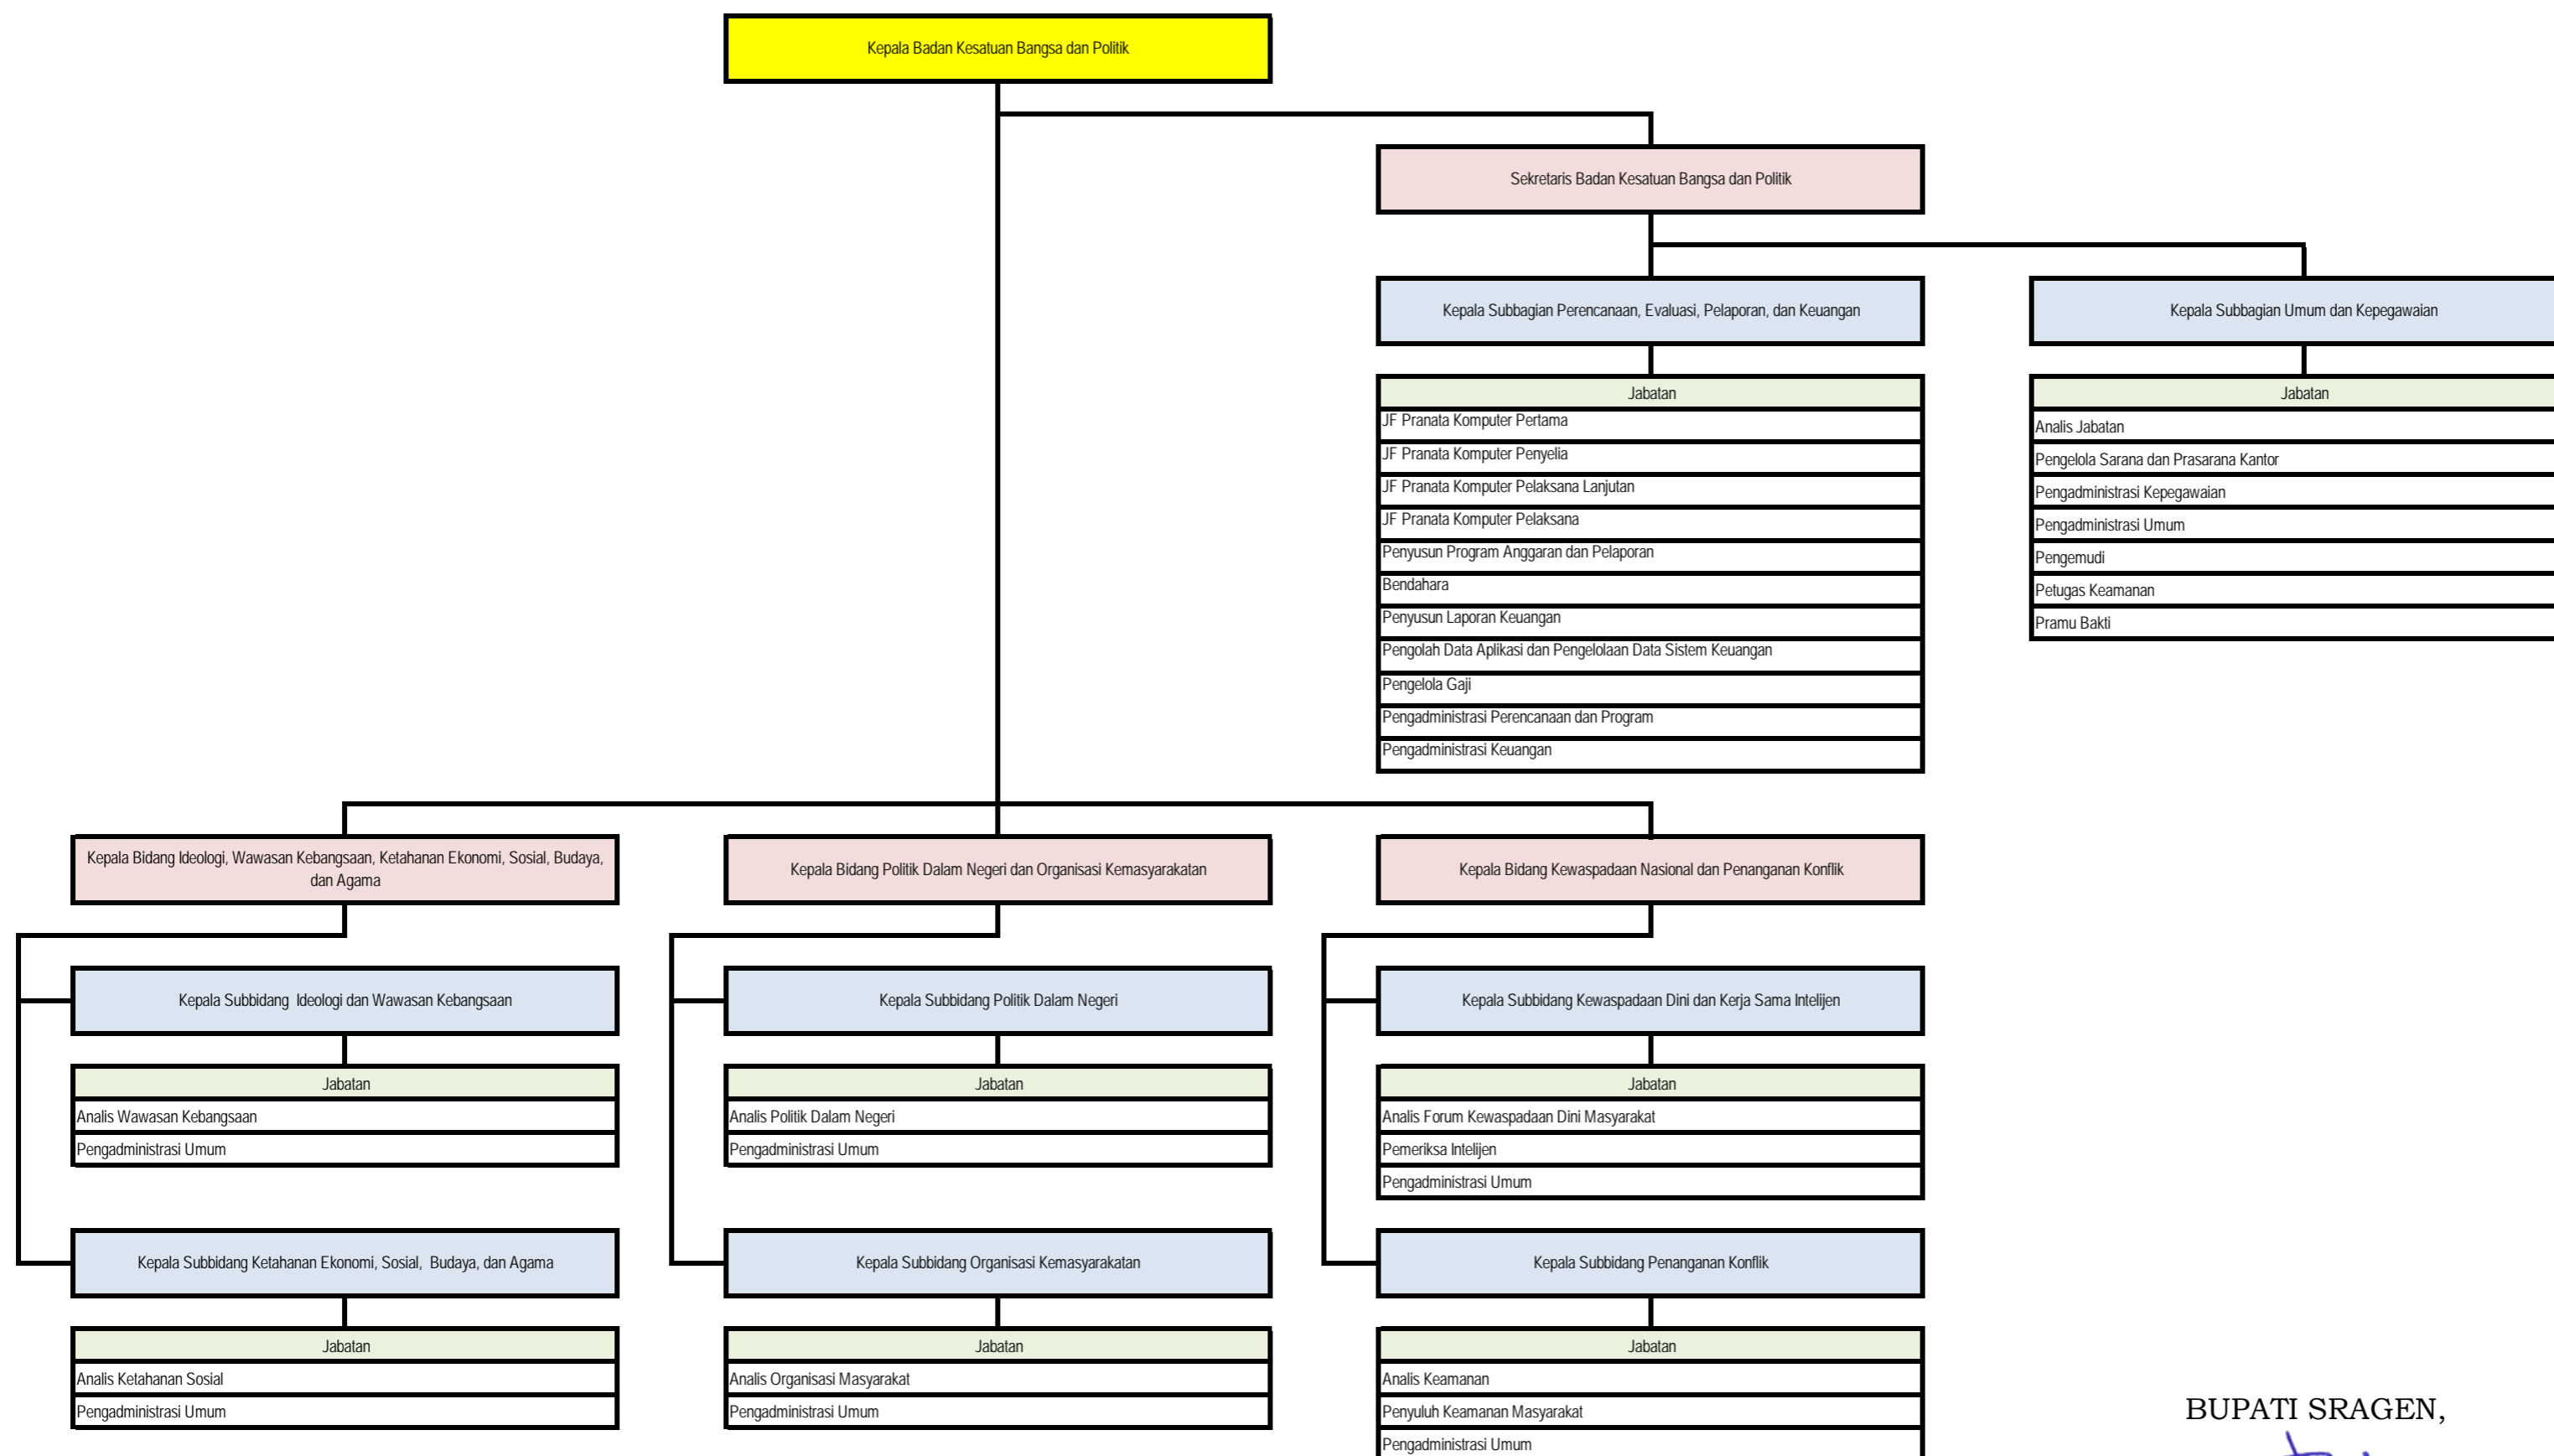 Kepala Badan Kesatuan Bangsa dan Politik
Sekretaris Badan Kesatuan Bangsa dan Politik
Kepala Subbagian Perencanaan, Evaluasi, Pelaporan, dan Keuangan
Jabatan
JF Pranata Komputer Pertama
JF Pranata Komputer Penyelia
JF Pranata Komputer Pelaksana Lanjutan
JF Pranata Komputer Pelaksana
Penyusun Program Anggaran dan Pelaporan
Bendahara
Penyusun Laporan Keuangan
Pengolah Data Aplikasi dan Pengelolaan Data Sistem Keuangan
Pengelola Gaji
Pengadministrasi Perencanaan dan Program
Pengadministrasi Keuangan
Kepala Subbagian Umum dan Kepegawaian
Jabatan
Analis Jabatan
Pengelola Sarana dan Prasarana Kantor
Pengadministrasi Kepegawaian
Pengadministrasi Umum
Pengemudi
Petugas Keamanan
Pramu Bakti
Kepala Bidang Ideologi, Wawasan Kebangsaan, Ketahanan Ekonomi, Sosial, Budaya,
dan Agama
Kepala Subbidang Ideologi dan Wawasan Kebangsaan
Jabatan
Analis Wawasan Kebangsaan
Pengadministrasi Umum
Kepala Subbidang Ketahanan Ekonomi, Sosial, Budaya, dan Agama
Jabatan
Analis Ketahanan Sosial
Pengadministrasi Umum
Kepala Bidang Politik Dalam Negeri dan Organisasi Kemasyarakatan
Kepala Subbidang Politik Dalam Negeri
Jabatan
Analis Politik Dalam Negeri
Pengadministrasi Umum
Kepala Subbidang Organisasi Kemasyarakatan
Jabatan
Analis Organisasi Masyarakat
Pengadministrasi Umum
Kepala Bidang Kewaspadaan Nasional dan Penanganan Konflik
Kepala Subbidang Kewaspadaan Dini dan Kerja Sama Intelijen
Jabatan
Analis Forum Kewaspadaan Dini Masyarakat
Pemeriksa Intelijen
Pengadministrasi Umum
Kepala Subbidang Penanganan Konflik
Jabatan
Analis Keamanan
Penyuluh Keamanan Masyarakat
Pengadministrasi Umum
BUPATI SRAGEN,